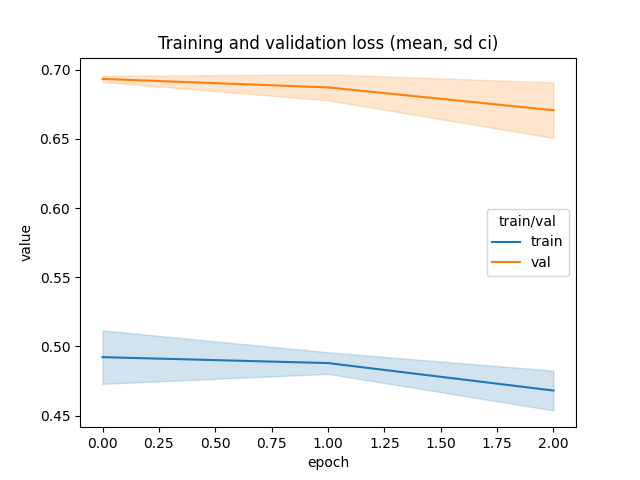 Training and validation loss (mean, sd ci)
value
0.70
0.65
0.60
0.55
0.50
0.45
train/val
train
val
0.00 0.25 0.50 0.75 1.00 1.25 1.50 1.75 2.00
epoch